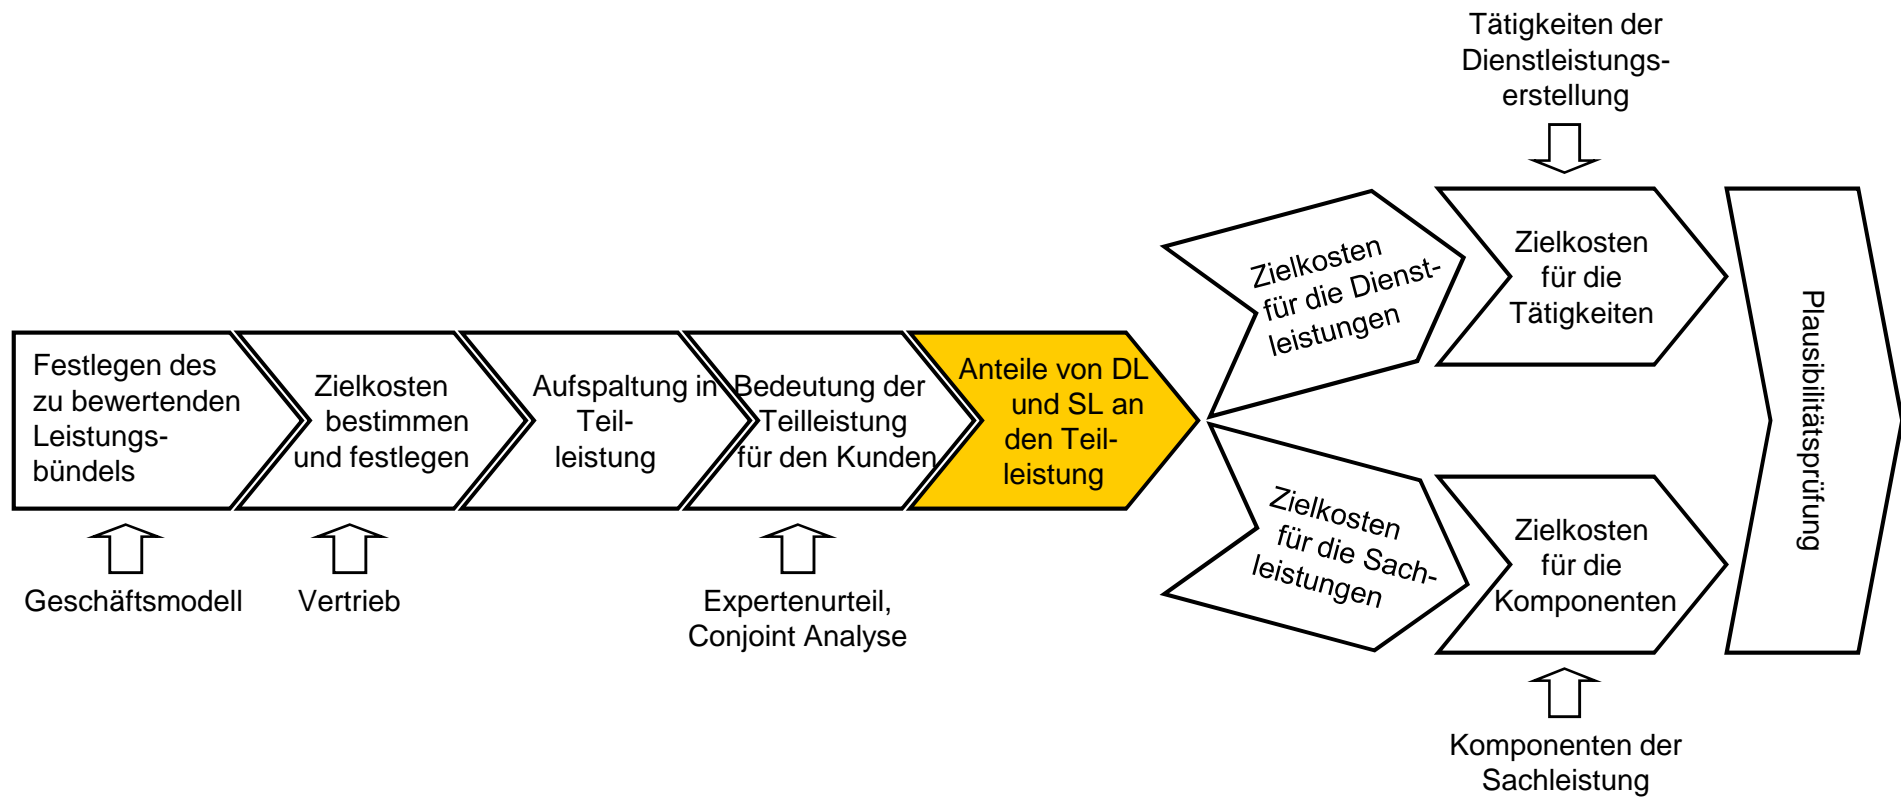 Tätigkeiten der
Dienstleistungs-
erstellung
Festlegen des
zu bewertenden
Leistungs-
bündels
Zielkosten
bestimmen
und festlegen
Aufspaltung in
Teil-
leistung
Bedeutung der
Teilleistung
für den Kunden
Anteile von DL
und SL an
den Teil-
leistung
Zielkosten
für die Dienst-
leistungen
Zielkosten
für die
Tätigkeiten
Zielkosten
für die Sach-
leistungen
Zielkosten
für die
Komponenten
Plausibilitätsprüfung
Geschäftsmodell
Vertrieb
Expertenurteil,
Conjoint Analyse
Komponenten der
Sachleistung